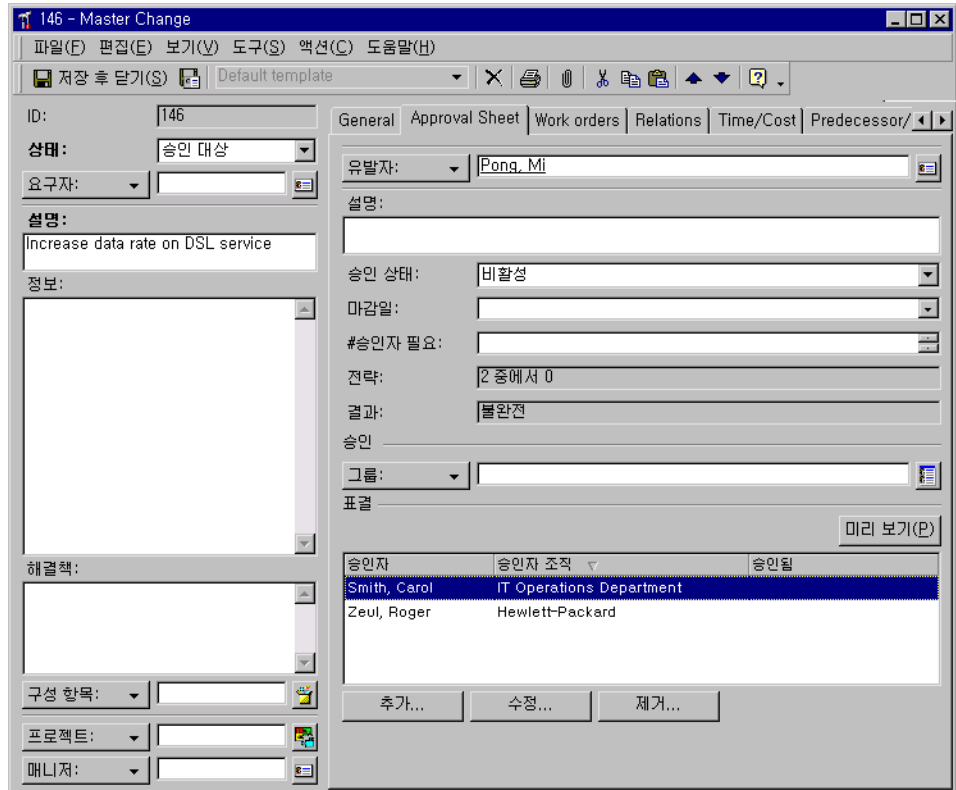 146 - Master Change
파일(F) 편집(E) 보기(V) 도구(S) 액션(C) 도움말(H)
저장 후 닫기(S) Default template
ID: 146
상태: 승인 대상
요구자:
설명:
Increase data rate on DSL service
정보:
해결책:
구성 항목:
프로젝트:
매니저:
General Approval Sheet Work orders Relations Time/Cost Predecessor/
유발자: Pong, Mi
설명:
승인 상태: 비활성
마감일:
#승인자 필요:
전략: 2 중에서 0
결과: 불완전
승인
그룹:
표결
미리 보기(P)
승인자 승인자 조직 승인됨
Smith, Carol IT Operations Department
Zeul, Roger Hewlett-Packard
추가... 수정... 제거...